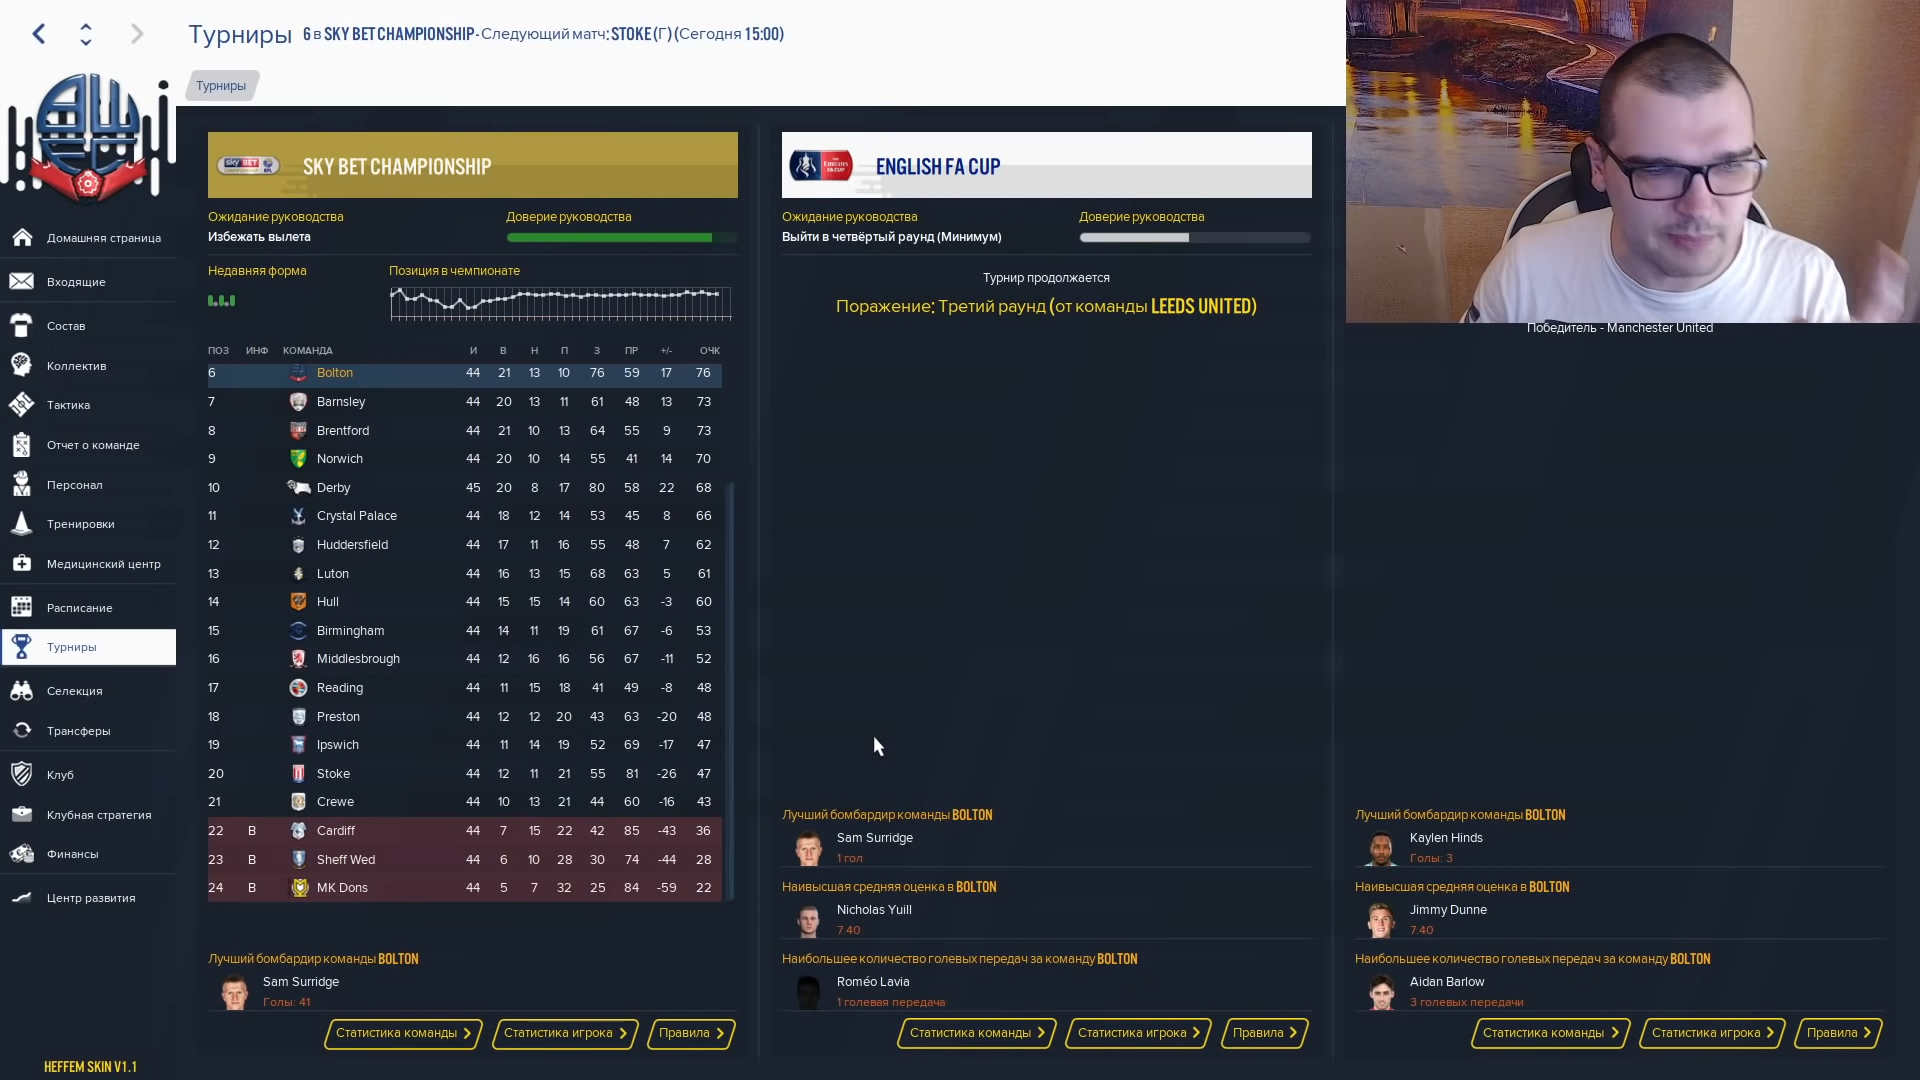 Турниры 6 в SKY BET CHAMPIONSHIP - Следующий матч: STOKE (Г) (Сегодня 15:00)
Турниры
Домашняя страница
Входящие
Состав
Коллектив
Тактика
Отчет о команде
Персонал
Тренировки
Медицинский центр
Расписание
Турниры
Селекция
Трансферы
Клуб
Клубная стратегия
Финансы
Центр развития
HEFFEM SKIN V1.1
SKY BET CHAMPIONSHIP
Ожидание руководства Доверие руководства
Избежать вылета
Недавняя форма Позиция в чемпионате
ПОЗ ИНФ КОМАНДА И В Н П З ПР +/- ОЧК
6 Bolton 44 21 13 10 76 59 17 76
7 Barnsley 44 20 13 11 61 48 13 73
8 Brentford 44 21 10 13 64 55 9 73
9 Norwich 44 20 10 14 55 41 14 70
10 Derby 45 20 8 17 80 58 22 68
11 Crystal Palace 44 18 12 14 53 45 8 66
12 Huddersfield 44 17 11 16 55 48 7 62
13 Luton 44 16 13 15 68 63 5 61
14 Hull 44 15 15 14 60 63 -3 60
15 Birmingham 44 14 11 19 61 67 -6 53
16 Middlesbrough 44 12 16 16 56 67 -11 52
17 Reading 44 11 15 18 41 49 -8 48
18 Preston 44 12 12 20 43 63 -20 48
19 Ipswich 44 11 14 19 52 69 -17 47
20 Stoke 44 12 11 21 55 81 -26 47
21 Crewe 44 10 13 21 44 60 -16 43
22 В Cardiff 44 7 15 22 42 85 -43 36
23 В Sheff Wed 44 6 10 28 30 74 -44 28
24 В MK Dons 44 5 7 32 25 84 -59 22
Лучший бомбардир команды BOLTON
Sam Surridge
Голы: 41
Статистика команды Статистика игрока Правила
ENGLISH FA CUP
Ожидание руководства Доверие руководства
Выйти в четвёртый раунд (Минимум)
Турнир продолжается
Поражение: Третий раунд (от команды LEEDS UNITED)
Лучший бомбардир команды BOLTON
Sam Surridge
1 гол
Наивысшая средняя оценка в BOLTON
Nicholas Yuill
7.40
Наибольшее количество голевых передач за команду BOLTON
Roméo Lavia
1 голевая передача
Статистика команды Статистика игрока Правила
Победитель - Manchester United
Лучший бомбардир команды BOLTON
Kaylen Hinds
Голы: 3
Наивысшая средняя оценка в BOLTON
Jimmy Dunne
7.40
Наибольшее количество голевых передач за команду BOLTON
Aidan Barlow
3 голевых передачи
Статистика команды Статистика игрока Правила